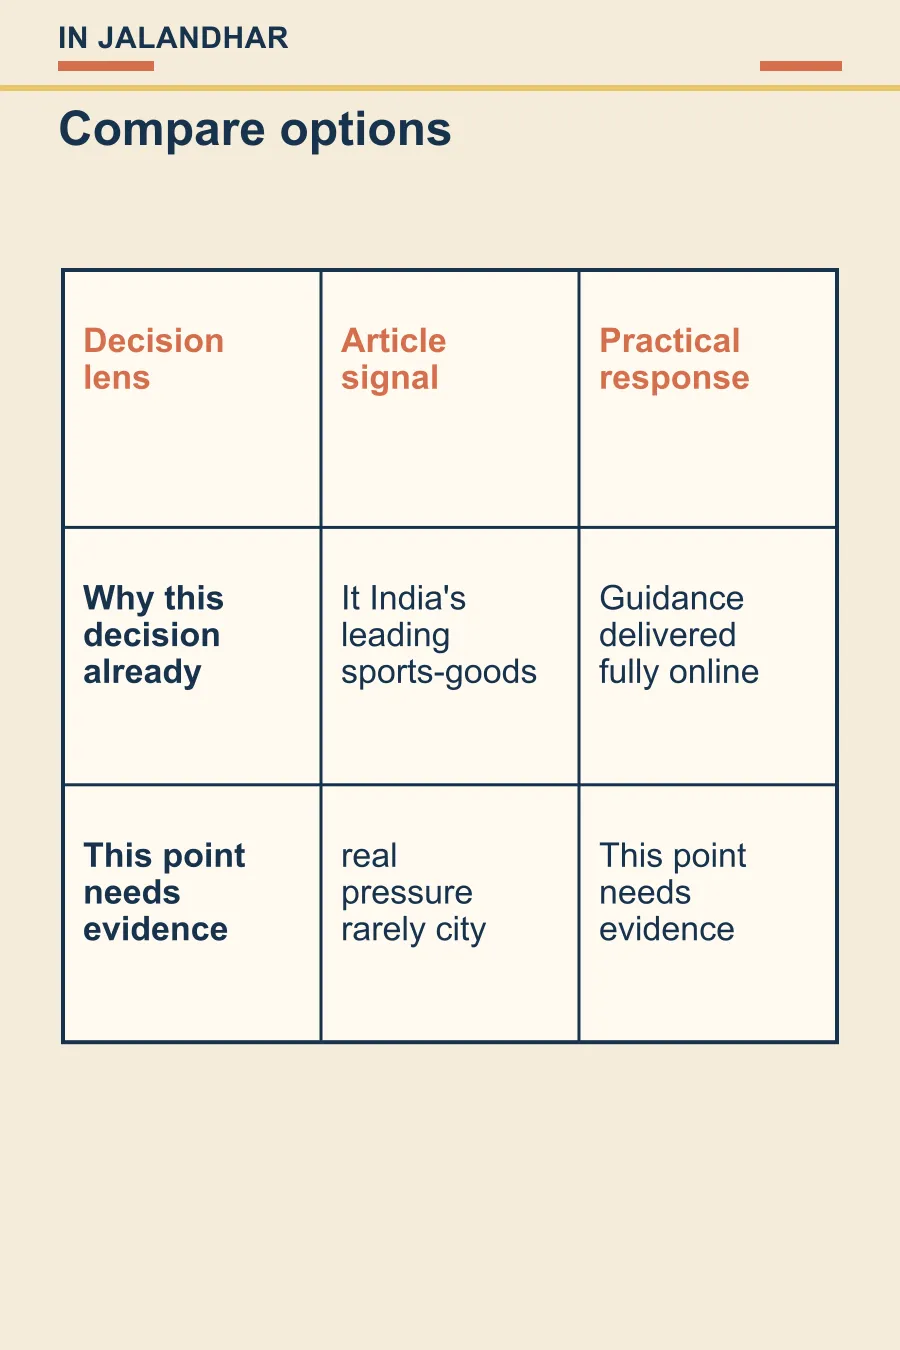 IN JALANDHAR
Compare options
Decision
lens
Article
signal
Practical
response
Why this
decision
already
It India's
leading
sports-goods
Guidance
delivered
fully online
This point
needs
evidence
real
pressure
rarely city
This point
needs
evidence